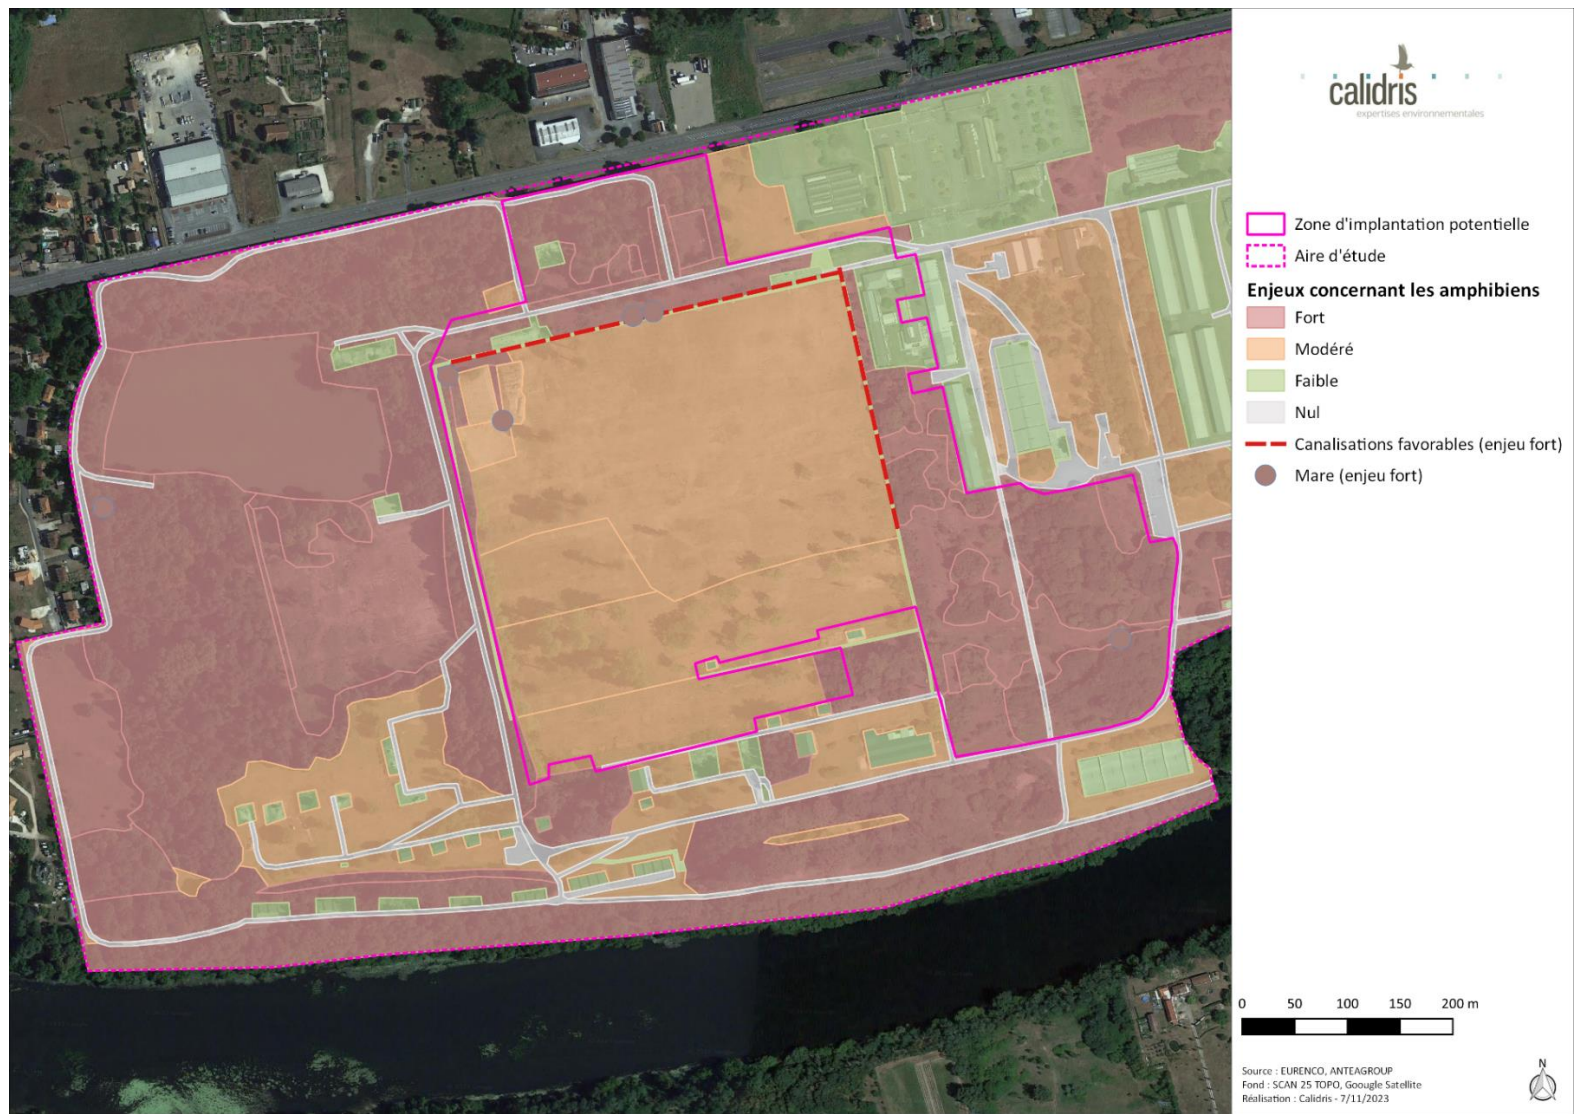 calidris
expertises environnementales
Zone d'implantation potentielle
Aire d'étude
Enjeux concernant les amphibiens
Fort
Modéré
Faible
Nul
Canalisations favorables (enjeu fort)
Mare (enjeu fort)
0 50 100 150 200 m
Source : EURENCO, ANTEAGROUP
Fond : SCAN 25 TOPO, Gooogle Satellite
Réalisation : Calidris - 7/11/2023
N